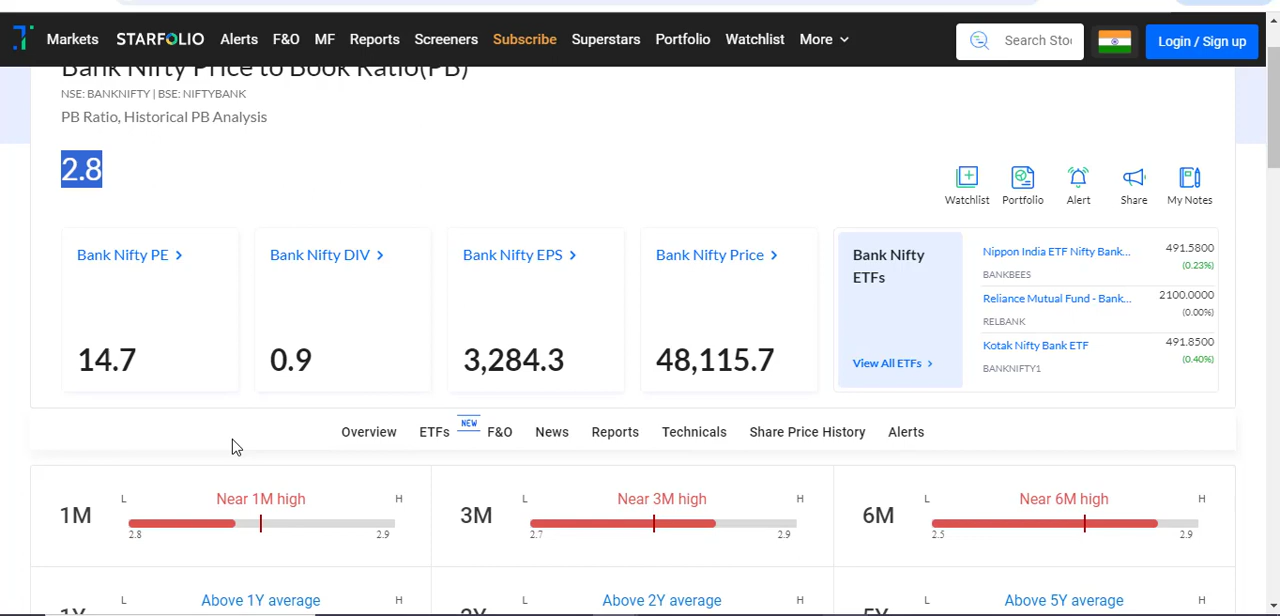 Markets STARFOLIO Alerts F&O MF Reports Screeners Subscribe Superstars Portfolio Watchlist More Search Stoc Login / Sign up
Bank Nifty Price to Book Ratio(PB)
NSE: BANKNIFTY | BSE: NIFTYBANK
PB Ratio, Historical PB Analysis
2.8
Watchlist Portfolio Alert Share My Notes
Bank Nifty PE
14.7
Bank Nifty DIV
0.9
Bank Nifty EPS
3,284.3
Bank Nifty Price
48,115.7
Bank Nifty
ETFs
View All ETFs
Nippon India ETF Nifty Bank... 491.5800
BANKBEES (0.23%)
Reliance Mutual Fund - Bank... 2100.0000
RELBANK (0.00%)
Kotak Nifty Bank ETF 491.8500
BANKNIFTY1 (0.40%)
Overview ETFs NEW F&O News Reports Technicals Share Price History Alerts
1M L Near 1M high H
2.8 2.9
3M L Near 3M high H
2.7 2.9
6M L Near 6M high H
2.5 2.9
1Y L Above 1Y average H
2Y L Above 2Y average H
5Y L Above 5Y average H